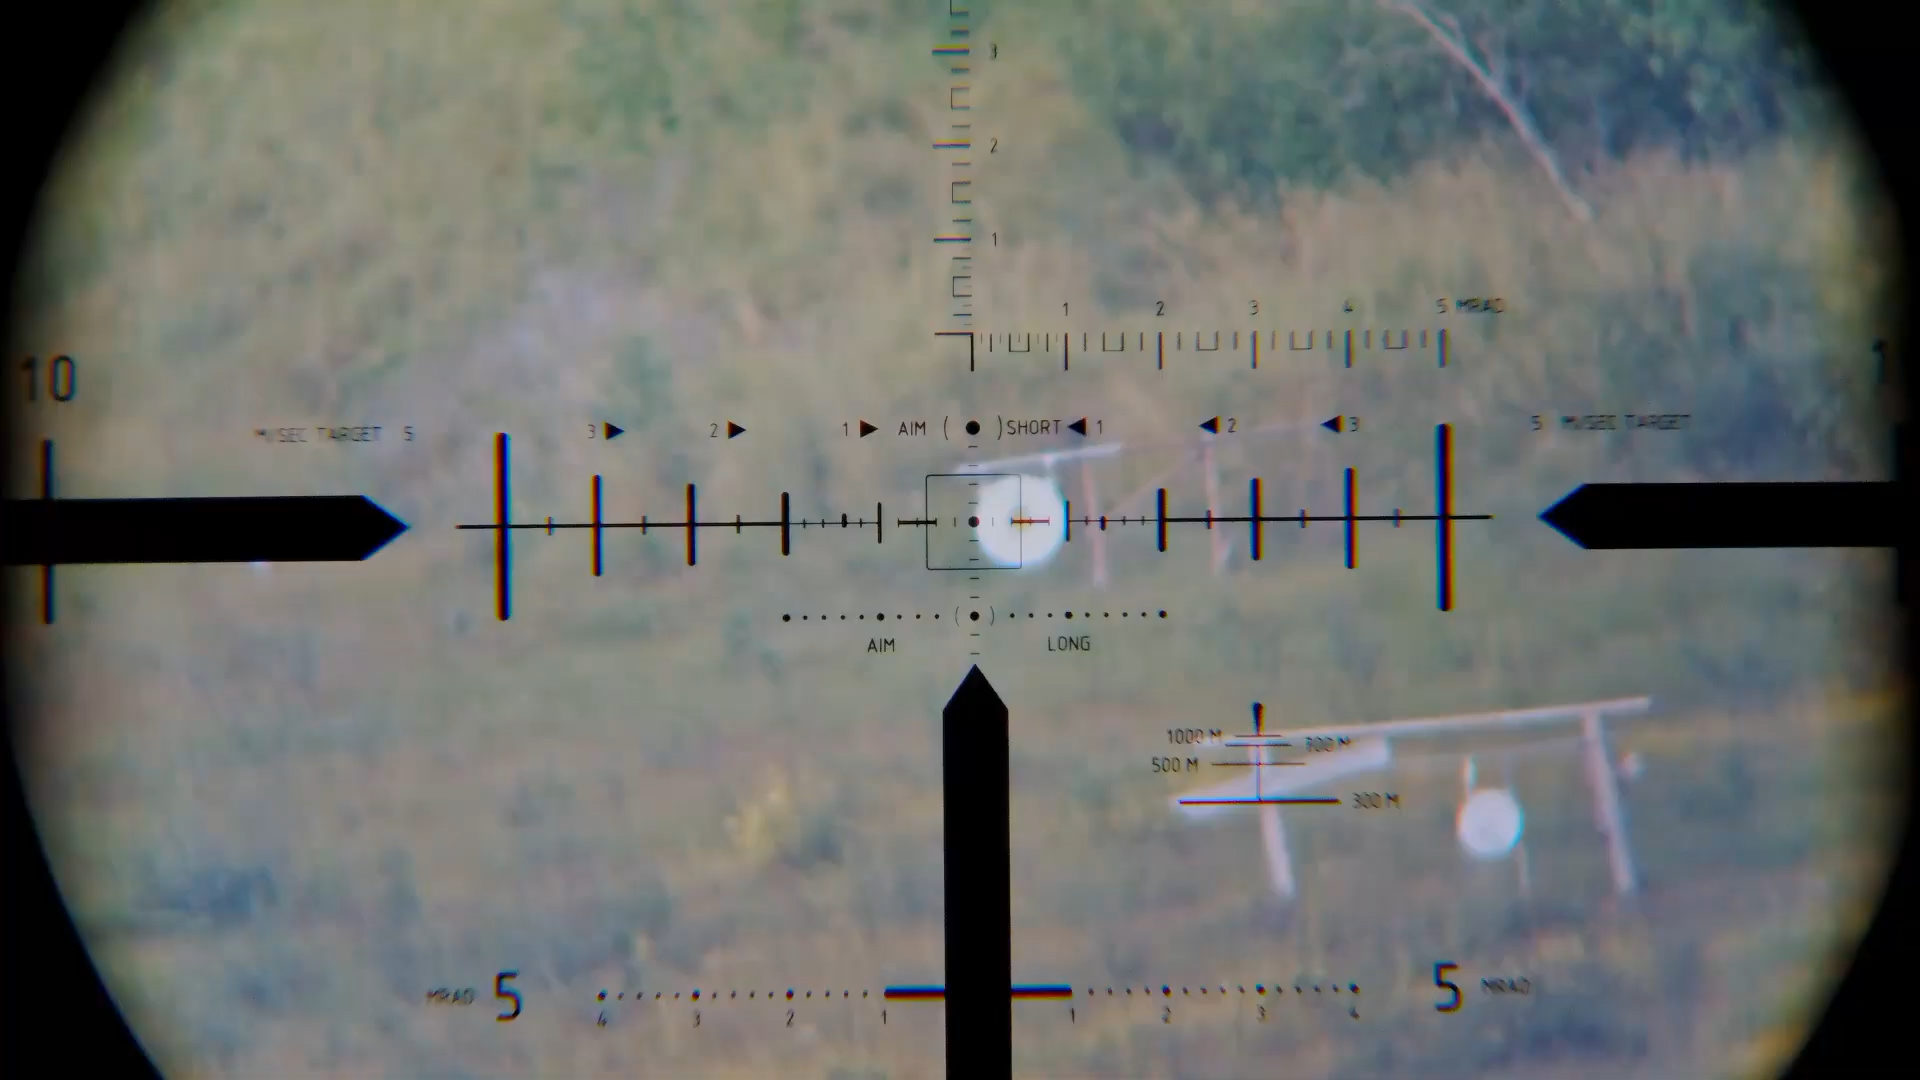 3
2
1
1 2 3 4 5 MRAD
10
M/SEC TARGET 5 3 2 1 AIM ( ) SHORT 1 2 3 5 M/SEC TARGET
( )
AIM LONG
1000 M 700 M
500 M
300 M
MRAD 5 5 MRAD
4 3 2 1 1 2 3 4